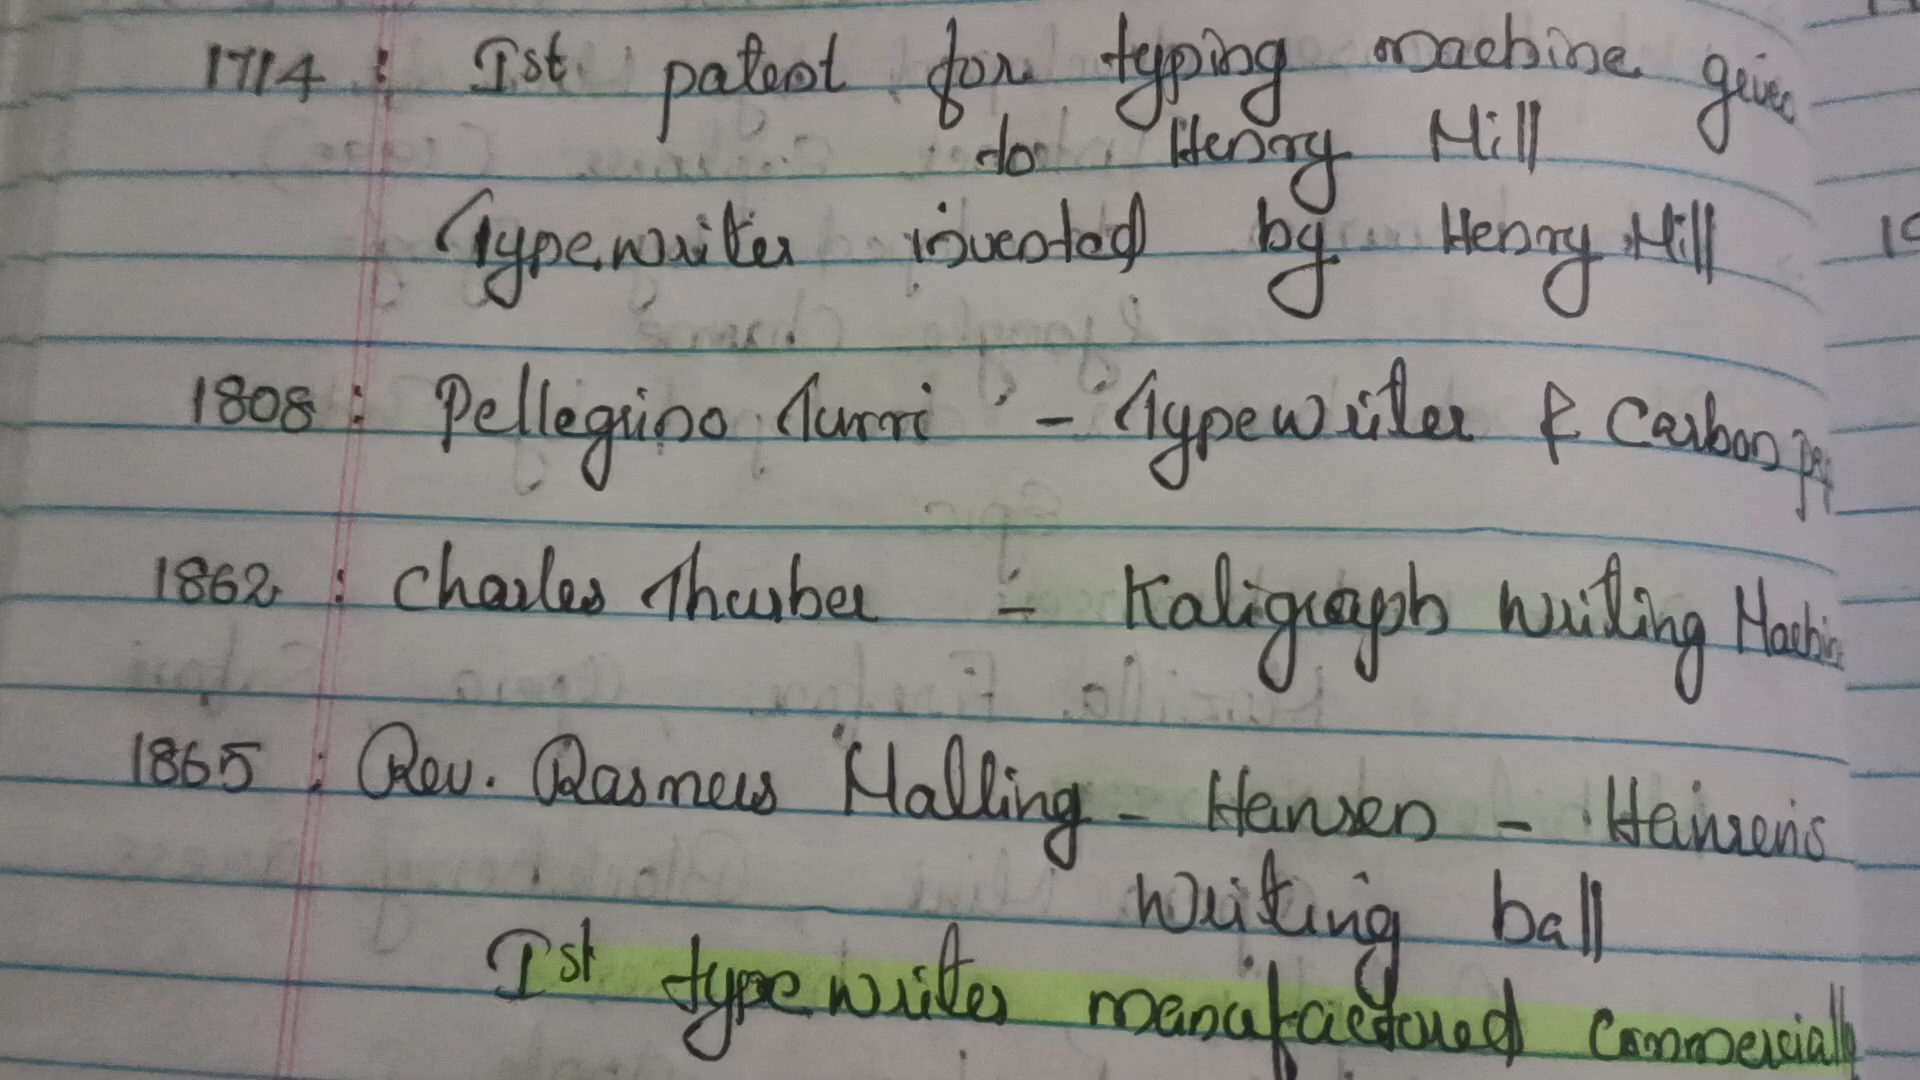 1714 : Ist patent for typing machine given
to Henry Mill
Typewriter invented by Henry Mill
1808 : Pellegrino Turri - Typewriter & Carbon
1862 : Charles Thurber - Kaligraph Writing Machine
1865 : Rev. Rasmus Malling - Hansen - Hansen's
Writing ball
Ist typewriter manufactured commercially